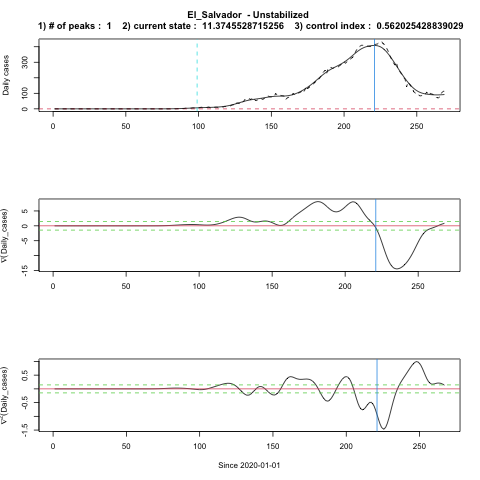 El_Salvador - Unstabilized
1) # of peaks : 1 2) current state : 11.3745528715256 3) control index : 0.562025428839029
Daily cases
0 100 300
0 50 100 150 200 250
∇(Daily_cases)
-15 -5 0 5
0 50 100 150 200 250
∇²(Daily_cases)
-1.5 -0.5 0.5
0 50 100 150 200 250
Since 2020-01-01